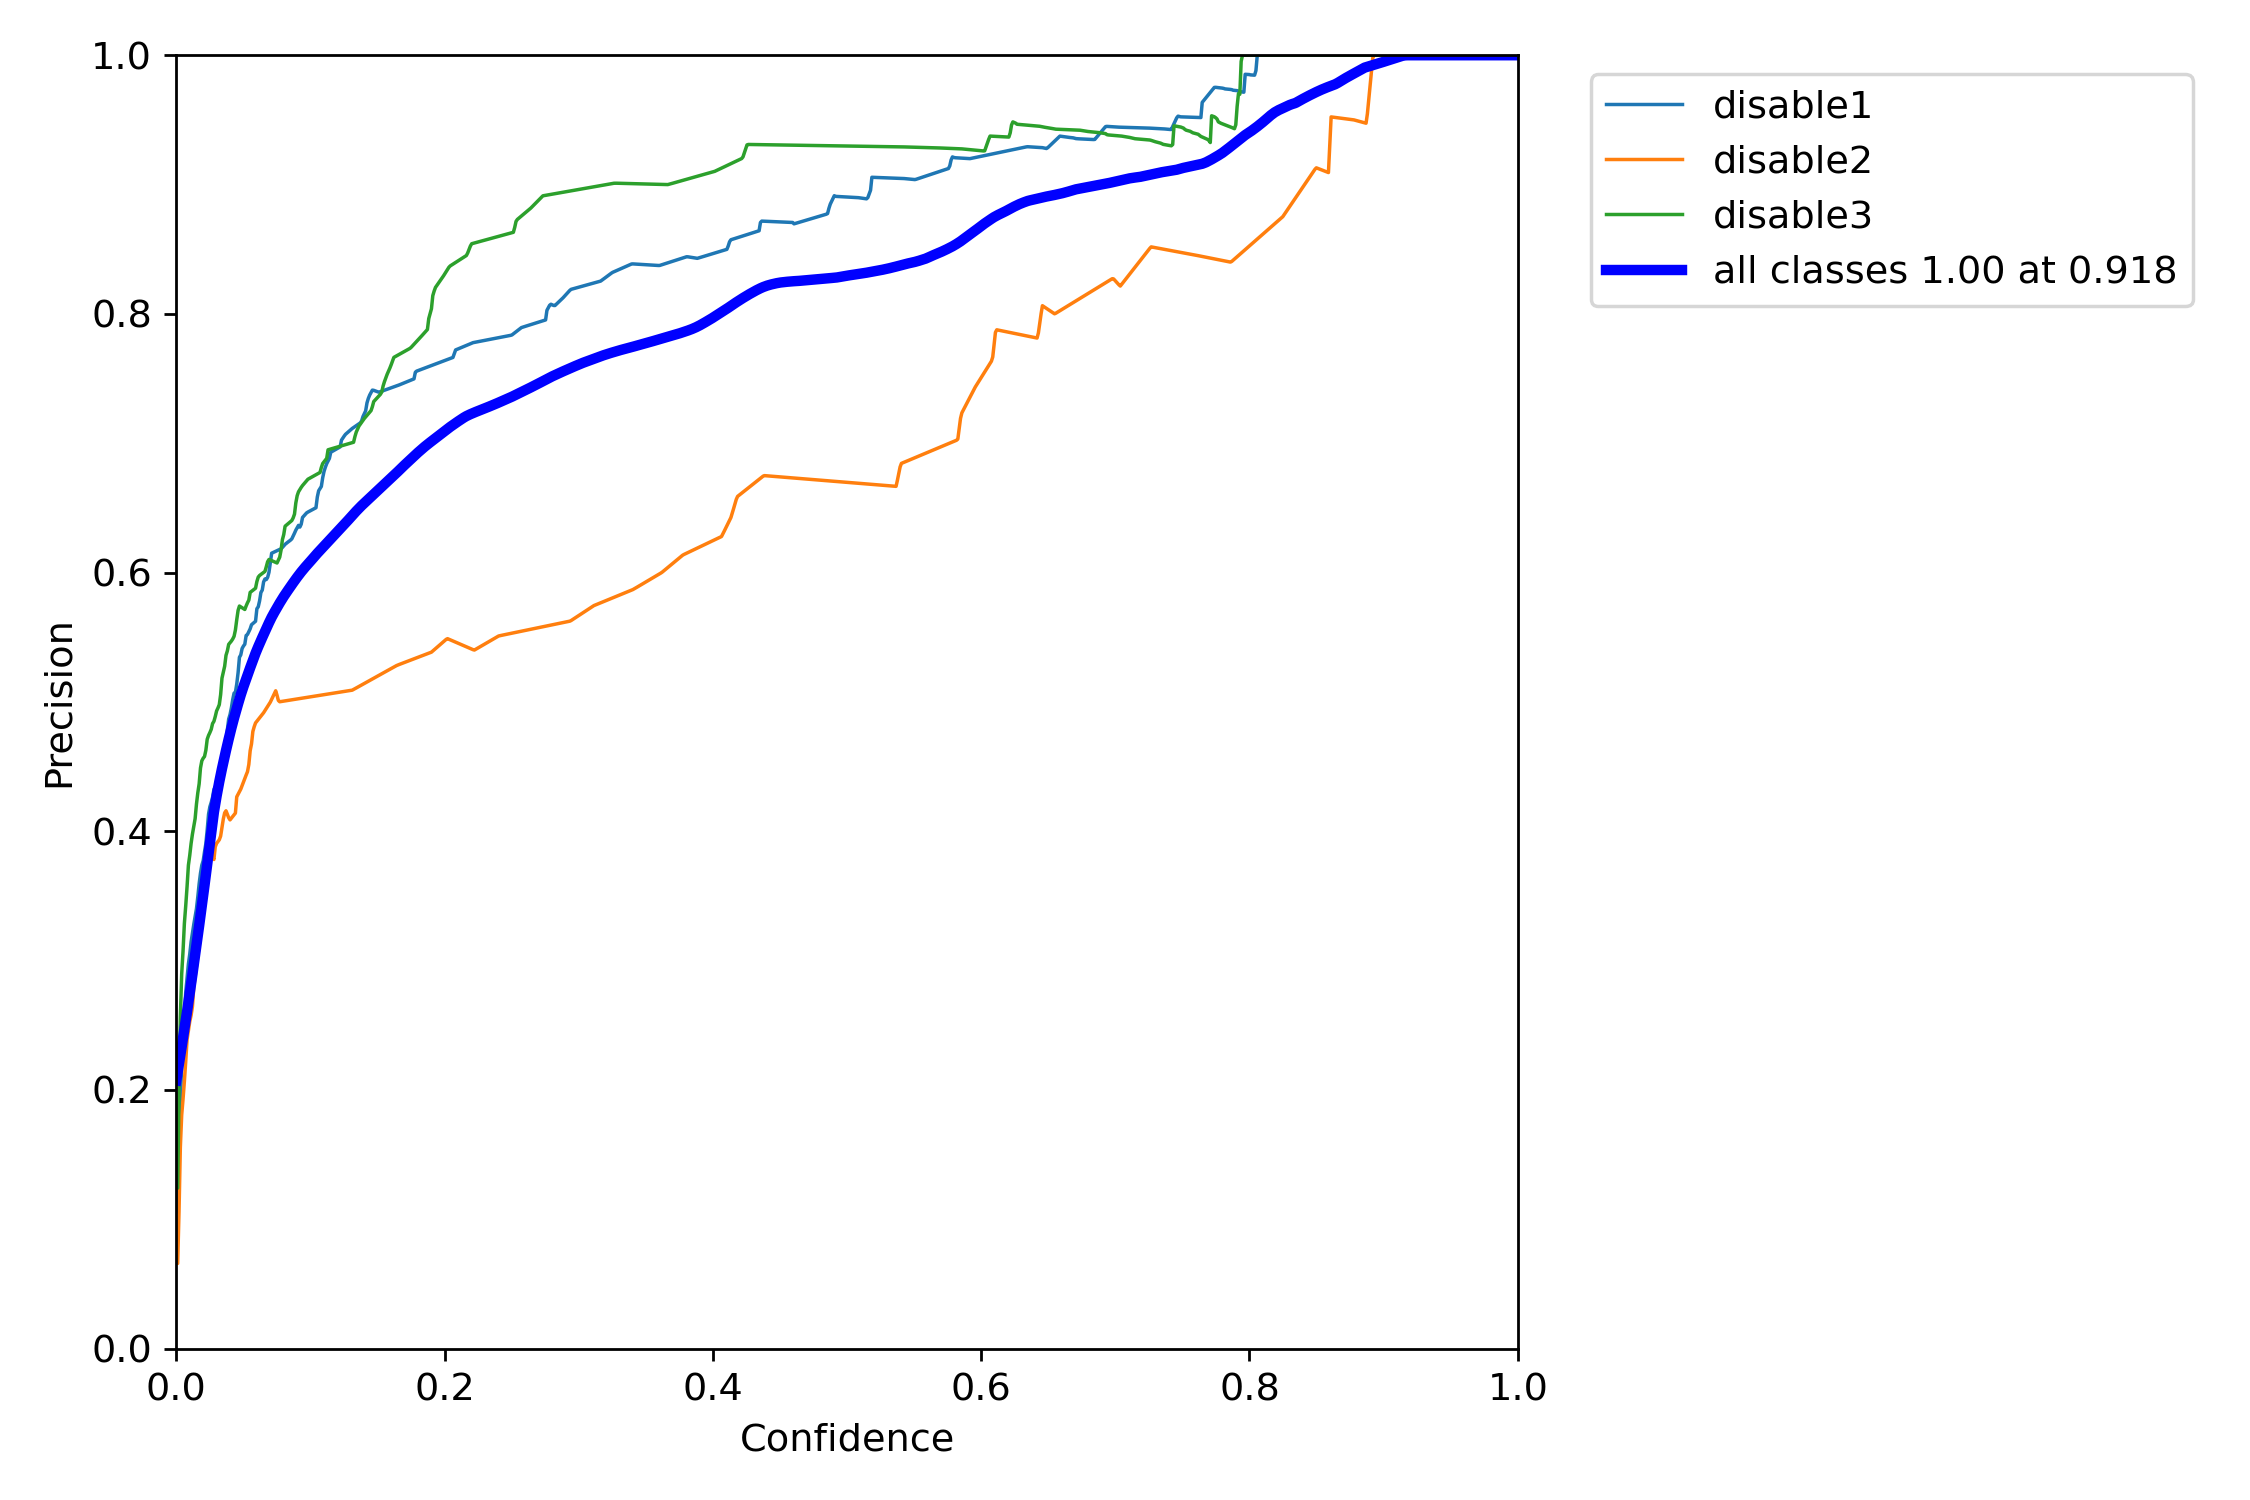 1.0
0.8
0.6
0.4
0.2
0.0
Precision
0.0 0.2 0.4 0.6 0.8 1.0
Confidence
disable1
disable2
disable3
all classes 1.00 at 0.918